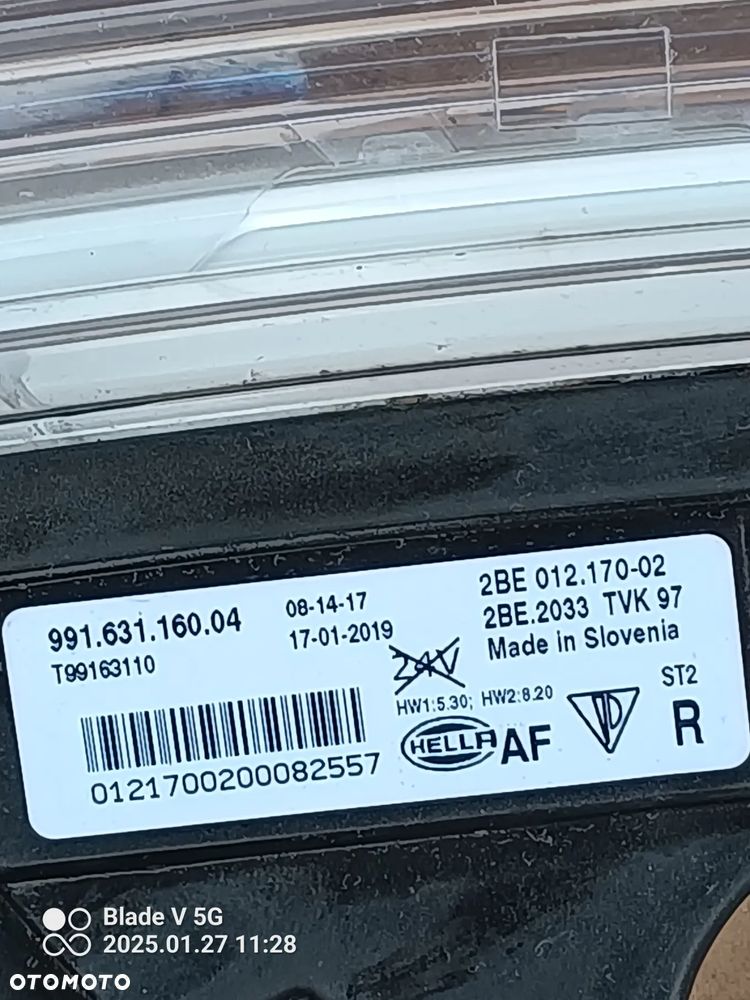 991.631.160.04
T99163110
08-14-17
17-01-2019
2BE 012.170-02
2BE.2033 TVK 97
Made in Slovenia
24V
HW1:5.30; HW2:8.20
ST2
HELLA AF
R
0121700200082557
Blade V 5G
2025.01.27 11:28
OTOMOTO